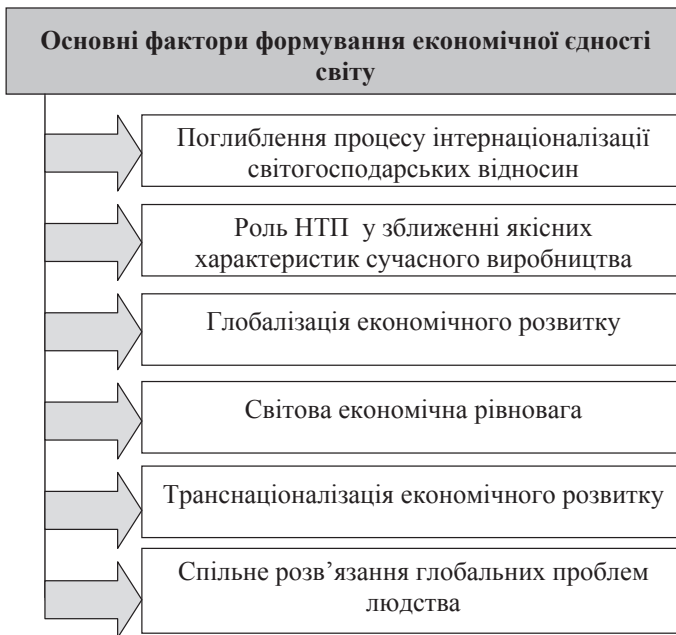 Основні фактори формування економічної єдності
світу
Поглиблення процесу інтернаціоналізації
світогосподарських відносин
Роль НТП у зближенні якісних
характеристик сучасного виробництва
Глобалізація економічного розвитку
Світова економічна рівновага
Транснаціоналізація економічного розвитку
Спільне розв’язання глобальних проблем
людства